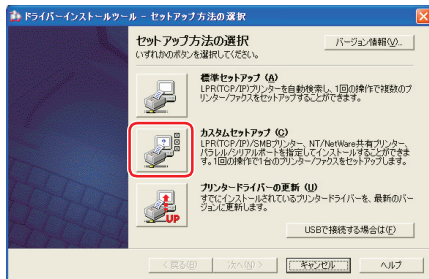 ドライバーインストールツール - セットアップ方法の選択
セットアップ方法の選択
いずれかのボタンを選択してください。
バージョン情報(V)...
標準セットアップ (A)
LPR(TCP/IP)プリンターを自動検索し、1回の操作で複数のプ
リンター/ファクスをセットアップすることができます。
カスタムセットアップ (C)
LPR(TCP/IP)/SMBプリンター、NT/NetWare共有プリンター、
パラレル/シリアルポートを指定してインストールすることができま
す。1回の操作で1台のプリンター/ファクスをセットアップします。
プリンタードライバーの更新 (U)
すでにインストールされているプリンタードライバーを、最新のバー
ジョンに更新します。
UP
USBで接続する場合は(F)
< 戻る(B)
次へ(N) >
キャンセル
ヘルプ